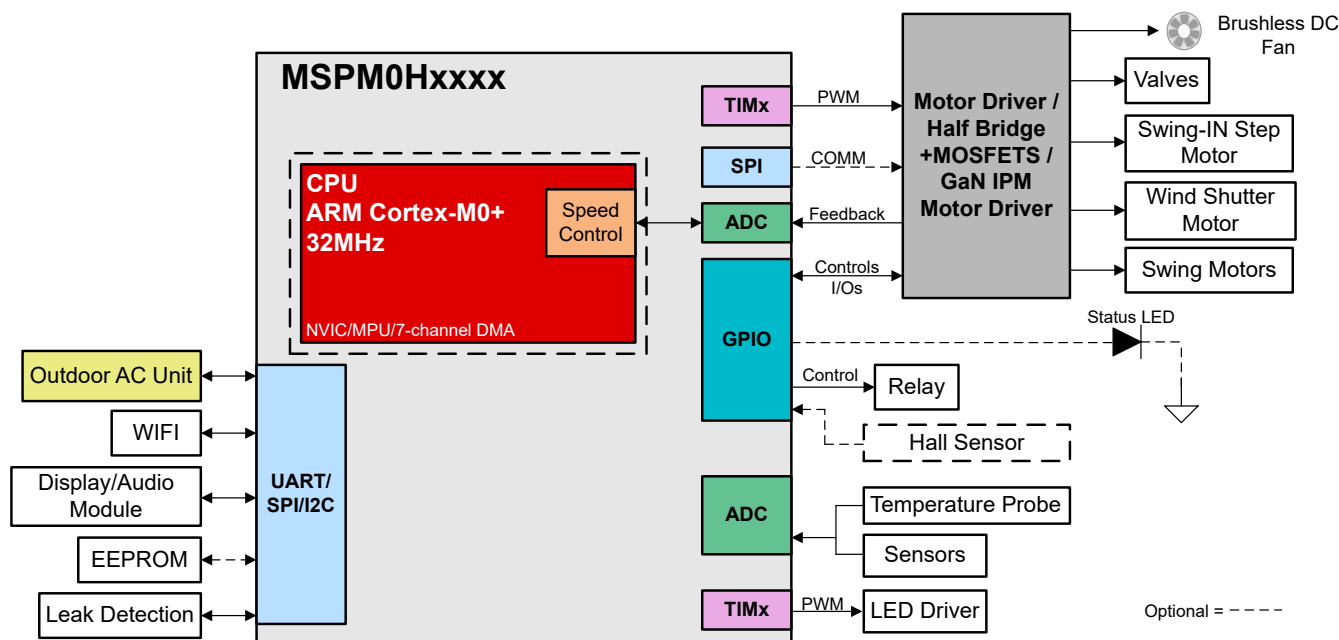 MSPM0Hxxxx
CPU
ARM Cortex-M0+
32MHz
Speed
Control
NVIC/MPU/7-channel DMA
Outdoor AC Unit
WIFI
Display/Audio
Module
EEPROM
Leak Detection
UART/
SPI/I2C
TIMx
PWM
SPI
COMM
ADC
Feedback
GPIO
Controls
I/Os
Motor Driver /
Half Bridge
+MOSFETS /
GaN IPM
Motor Driver
Brushless DC
Fan
Valves
Swing-IN Step
Motor
Wind Shutter
Motor
Swing Motors
Status LED
Control
Relay
Hall Sensor
ADC
Temperature Probe
Sensors
TIMx
PWM
LED Driver
Optional =